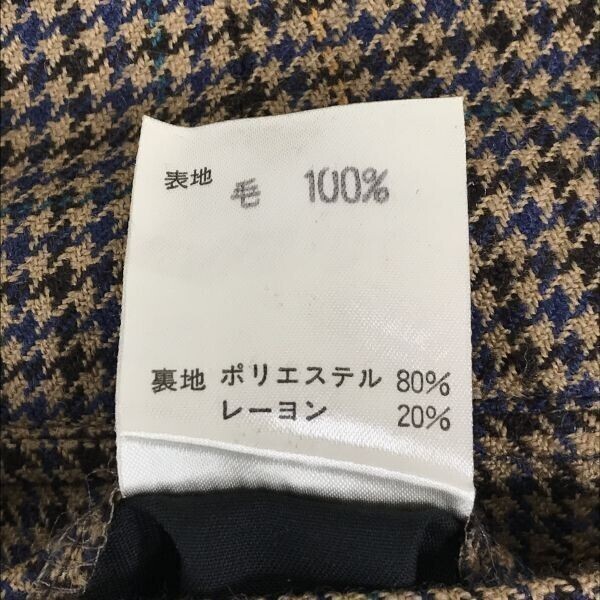 表地 毛 100%
裏地 ポリエステル 80%
レーヨン 20%